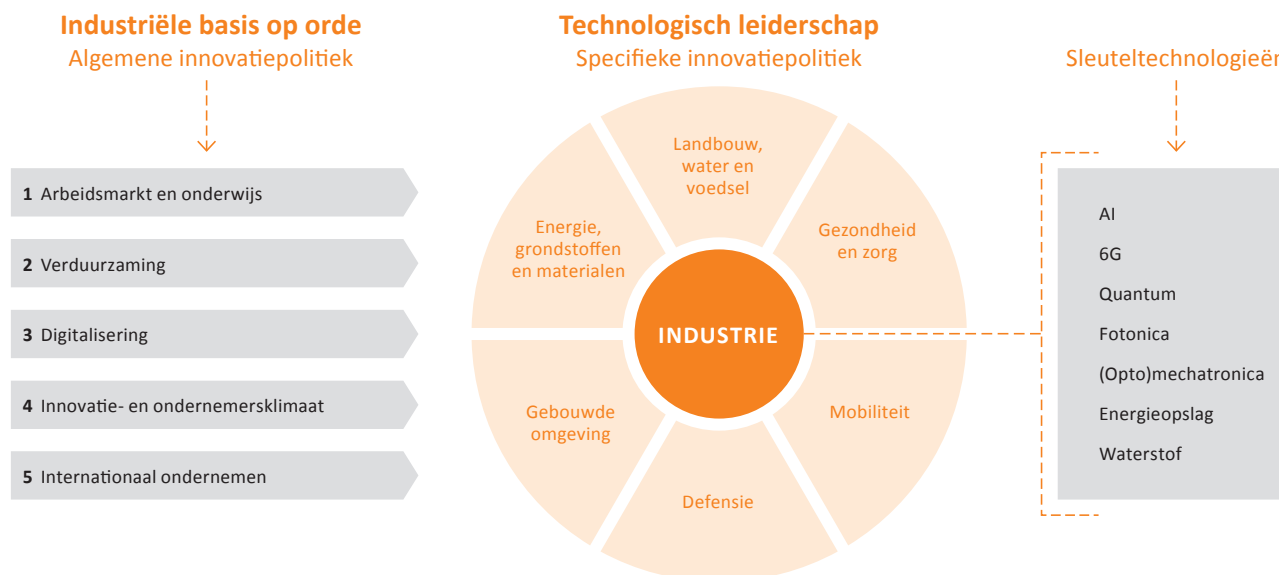 Industriële basis op orde
Algemene innovatiepolitiek
1 Arbeidsmarkt en onderwijs
2 Verduurzaming
3 Digitalisering
4 Innovatie- en ondernemersklimaat
5 Internationaal ondernemen
Technologisch leiderschap
Specifieke innovatiepolitiek
Landbouw,
water en
voedsel
Gezondheid
en zorg
Mobiliteit
Defensie
Gebouwde
omgeving
Energie,
grondstoffen
en materialen
INDUSTRIE
Sleuteltechnologieën
AI
6G
Quantum
Fotonica
(Opto)mechatronica
Energieopslag
Waterstof